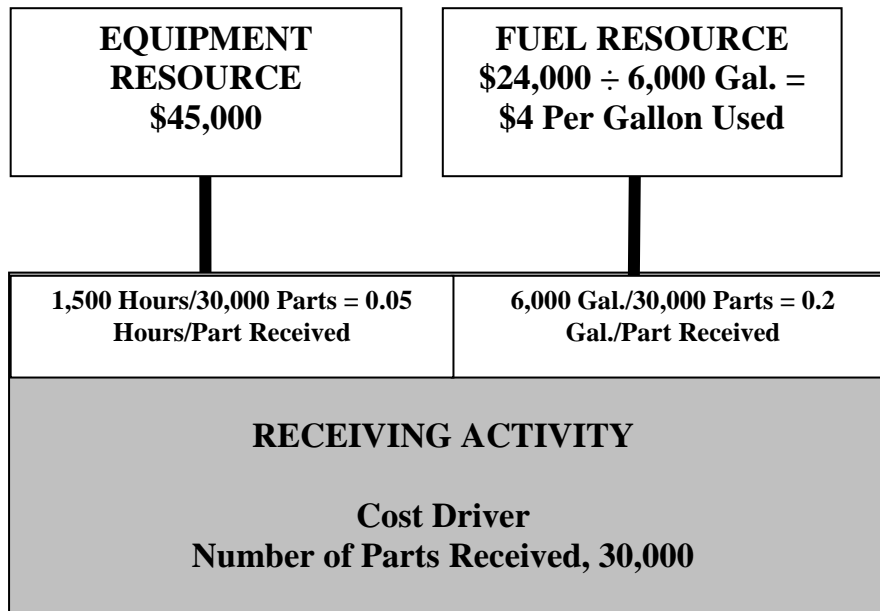 EQUIPMENT
RESOURCE
$45,000
FUEL RESOURCE
$24,000 ÷ 6,000 Gal. =
$4 Per Gallon Used
1,500 Hours/30,000 Parts = 0.05
Hours/Part Received
6,000 Gal./30,000 Parts = 0.2
Gal./Part Received
RECEIVING ACTIVITY
Cost Driver
Number of Parts Received, 30,000